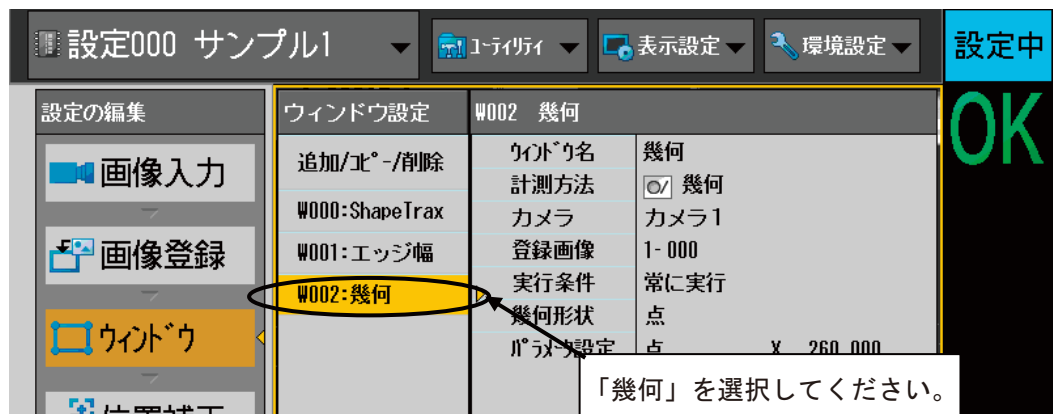 設定000 サンプル1
ユーティリティ
表示設定
環境設定
設定中
OK
設定の編集
画像入力
画像登録
ウィンドウ
位置補正
ウィンドウ設定
追加/コピー/削除
W000:ShapeTrax
W001:エッジ幅
W002:幾何
W002 幾何
ウィンドウ名 幾何
計測方法 幾何
カメラ カメラ1
登録画像 1-000
実行条件 常に実行
幾何形状 点
パラメータ設定 点 X 260.000
「幾何」を選択してください。